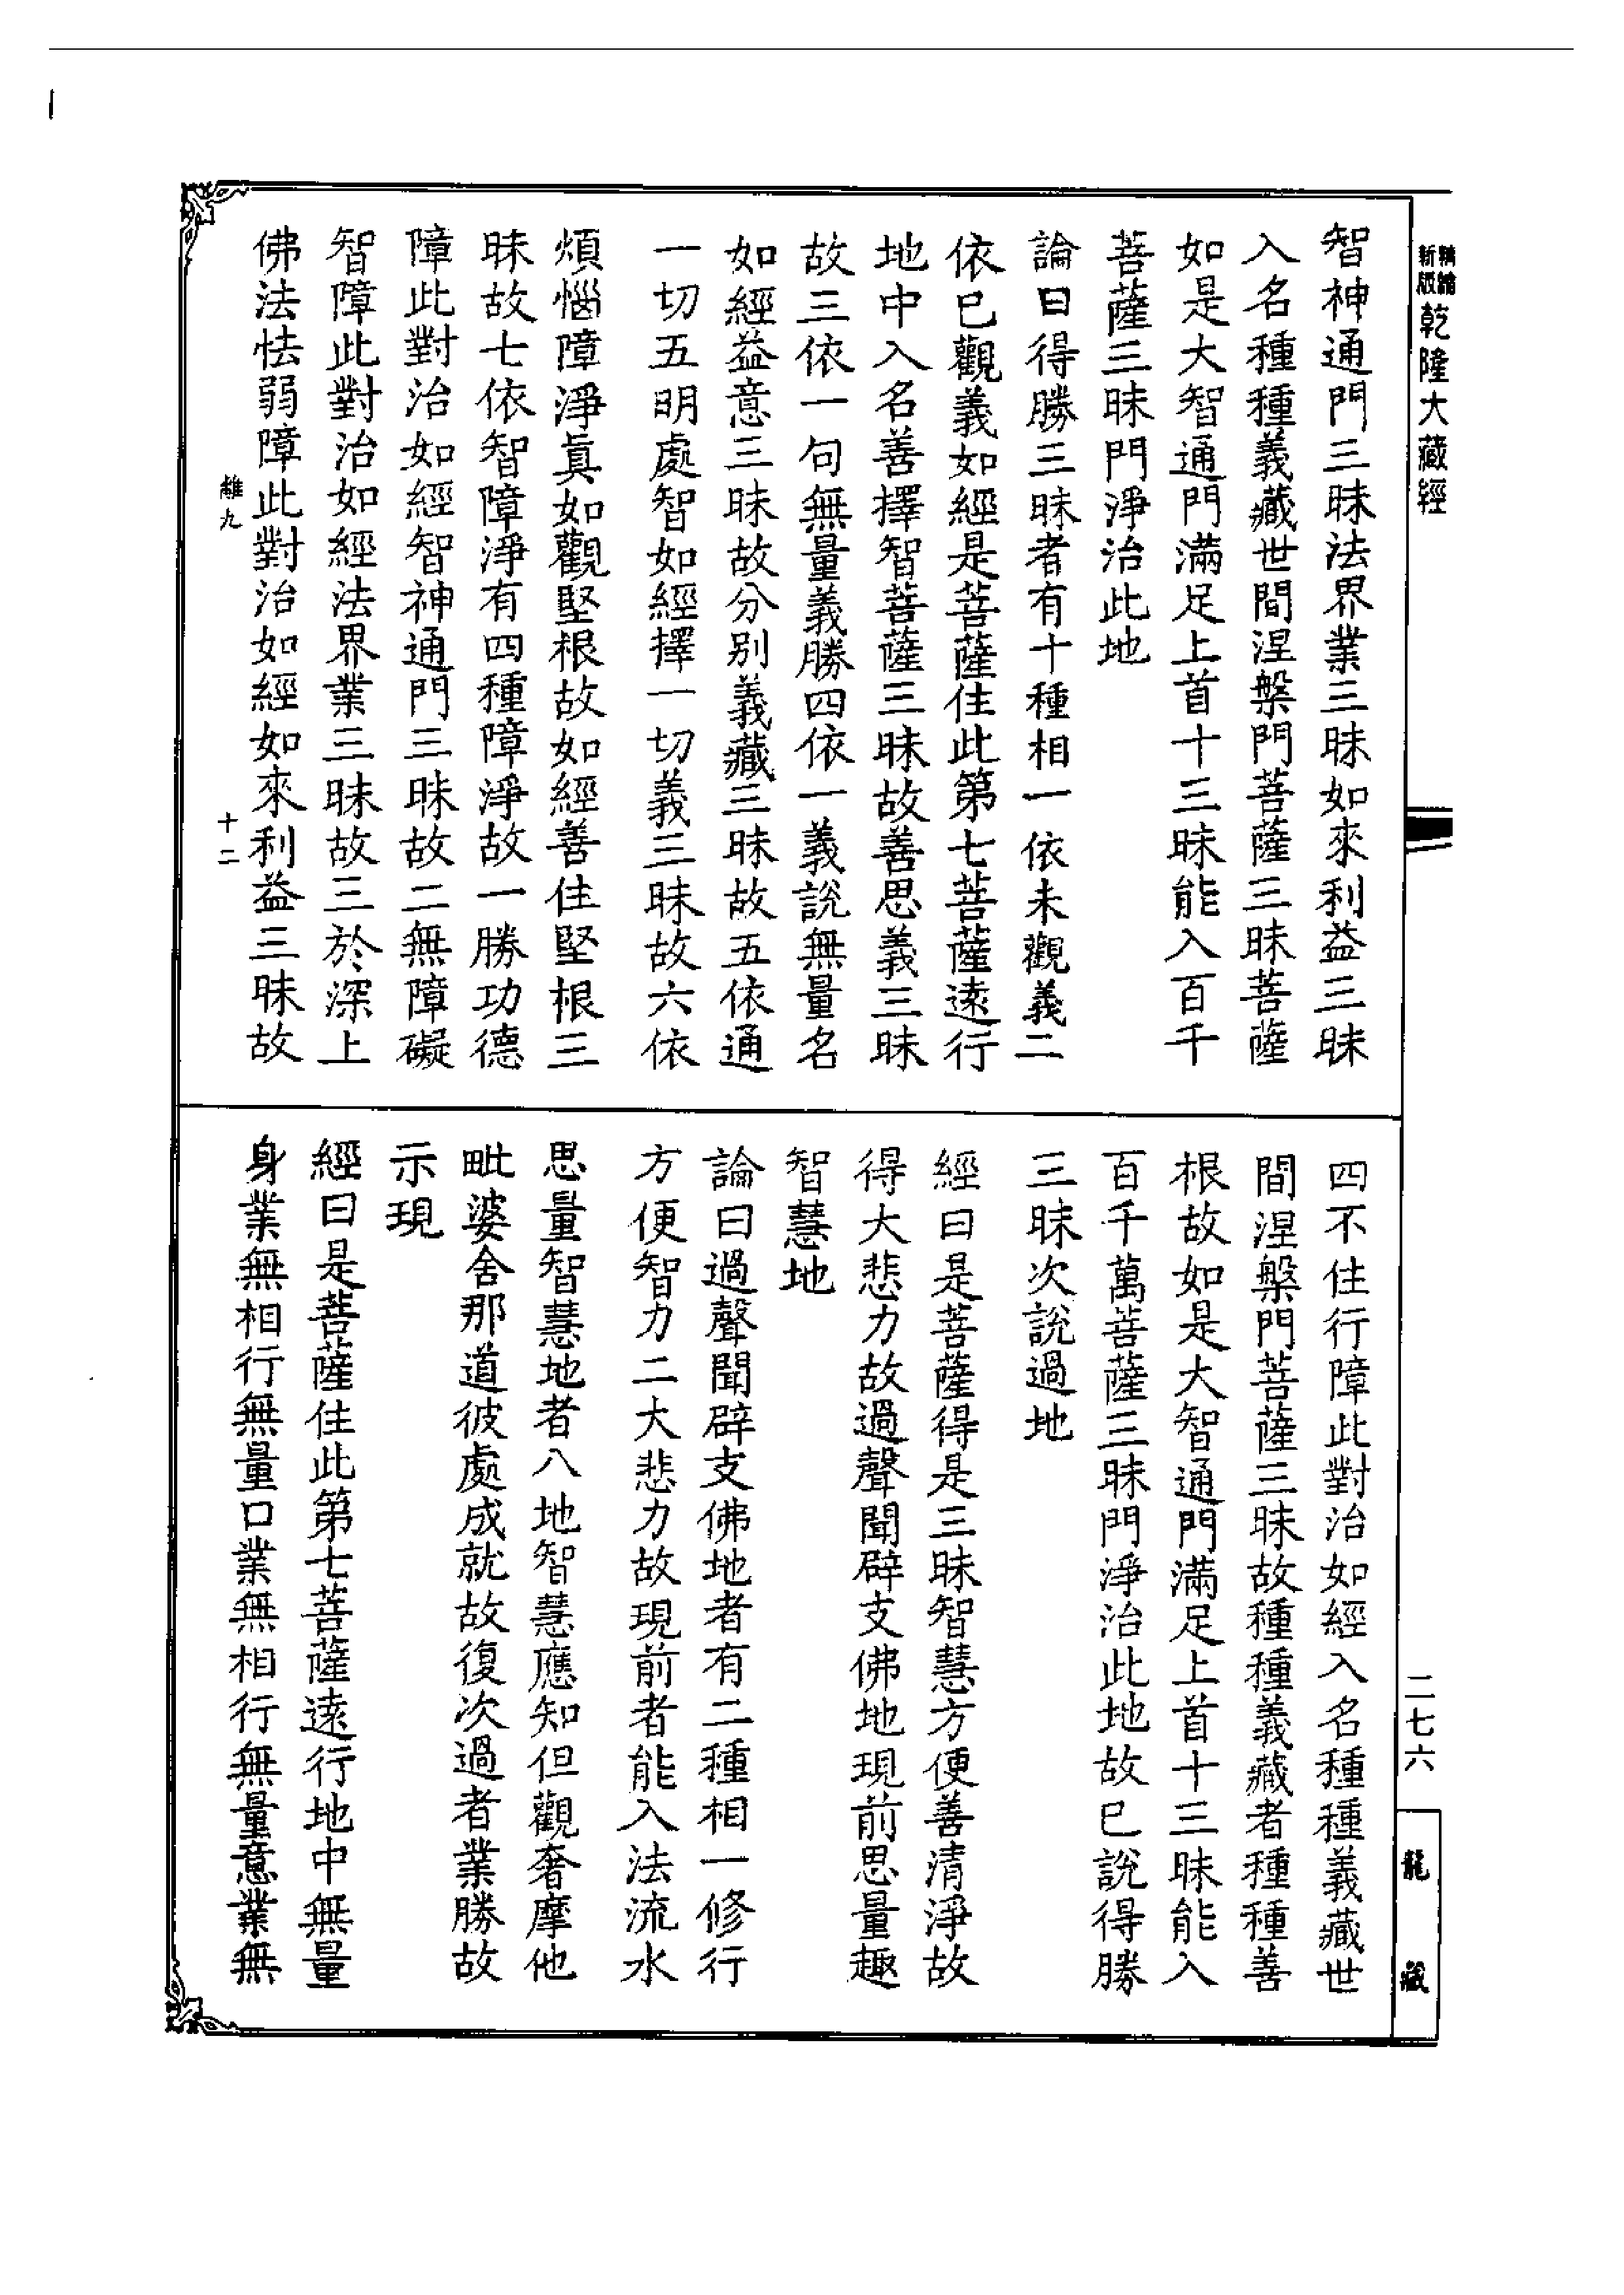 精繪
新版
乾隆大藏經
智神通門三昧法界業三昧如來利益三昧
入名種種義藏世間涅槃門菩薩三昧菩薩
如是大智通門滿足上首十三昧能入百千
菩薩三昧門淨治此地
論曰得勝三昧者有十種相一依未觀義二
依巳觀義如經是菩薩住此第七菩薩遠行
地中入名善擇智菩薩三昧故善思義三昧
故三依一句無量義勝四依一義說無量名
如經益意三昧故分別義藏三昧故五依通
一切五明處智如經擇一切義三昧故六依
煩惱障淨眞如觀堅根故如經善住堅根三
昧故七依智障淨有四種障淨故一勝功德
障此對治如經智神通門三昧故二無障礙
智障此對治如經法界業三昧故三於深上
佛法怯弱障此對治如經如來利益三昧故
離九
十二
四不住行障此對治如經入名種種義藏世
間涅槃門菩薩三昧故種種義藏者種種善
根故如是大智通門滿足上首十三昧能入
百千萬菩薩三昧門淨治此地故巳說得勝
三昧次說過地
經曰是菩薩得是三昧智慧方便善清淨故
得大悲力故過聲聞辟支佛地現前思量趣
智慧地
論曰過聲聞辟支佛地者有二種相一修行
方便智力二大悲力故現前者能入法流水
思量智慧地者八地智慧應知但觀奢摩他
毗婆舍那道彼處成就故復次過者業勝故
示現
經曰是菩薩住此第七菩薩遠行地中無量
身業無相行無量口業無相行無量意業無
二七六
龍藏